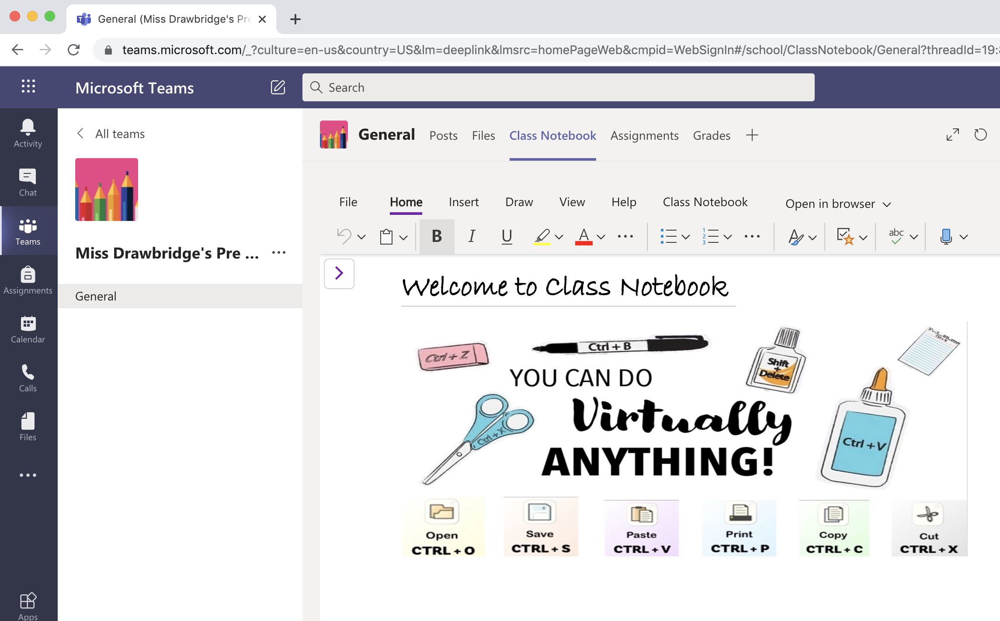 General (Miss Drawbridge's Pre
teams.microsoft.com/_?culture=en-us&country=US&lm=deeplink&lmsrc=homePageWeb&cmpid=WebSignIn#/school/ClassNotebook/General?threadId=19:
Microsoft Teams
Search
Activity
Chat
Teams
Assignments
Calendar
Calls
Files
Apps
All teams
Miss Drawbridge's Pre ...
General
General Posts Files Class Notebook Assignments Grades
File Home Insert Draw View Help Class Notebook Open in browser
B I U A abc
Welcome to Class Notebook
Ctrl + Z
Ctrl + B
Shift
+
Delete
Ctrl + N
YOU CAN DO
Virtually
ANYTHING!
Ctrl + X
Ctrl + V
Open
CTRL + O
Save
CTRL + S
Paste
CTRL + V
Print
CTRL + P
Copy
CTRL + C
Cut
CTRL + X